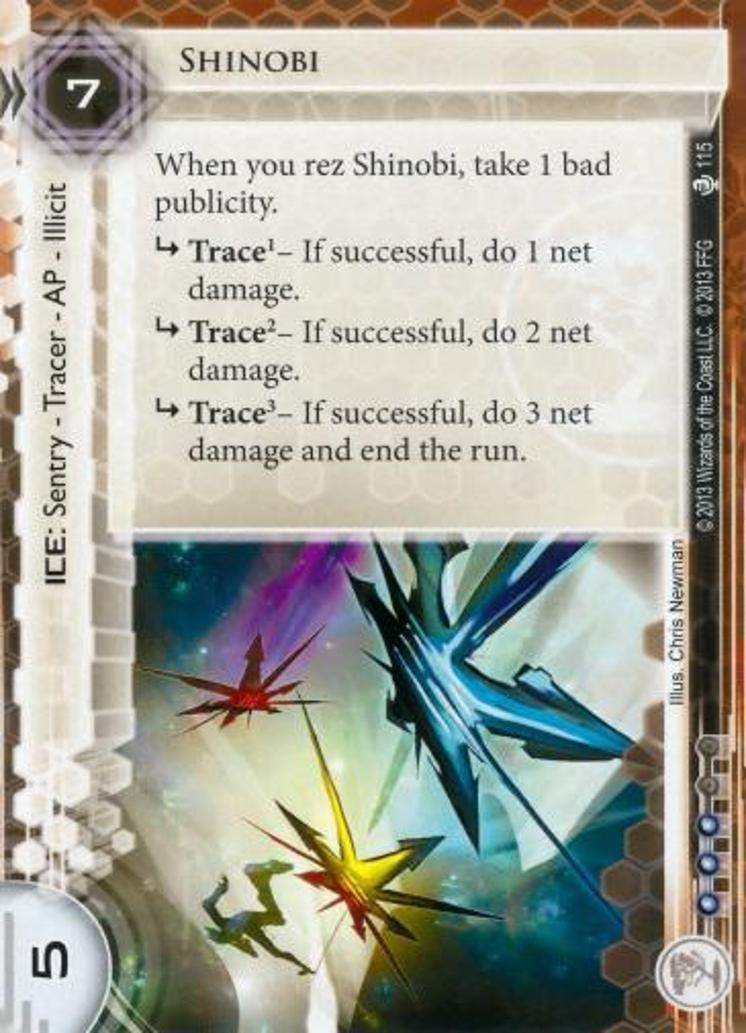 7
SHINOBI
When you rez Shinobi, take 1 bad
publicity.
↳ Trace¹– If successful, do 1 net
damage.
↳ Trace²– If successful, do 2 net
damage.
↳ Trace³– If successful, do 3 net
damage and end the run.
ICE: Sentry - Tracer - AP - Illicit
115
© 2013 Wizards of the Coast LLC. © 2013 FFG
Illus. Chris Newman
5